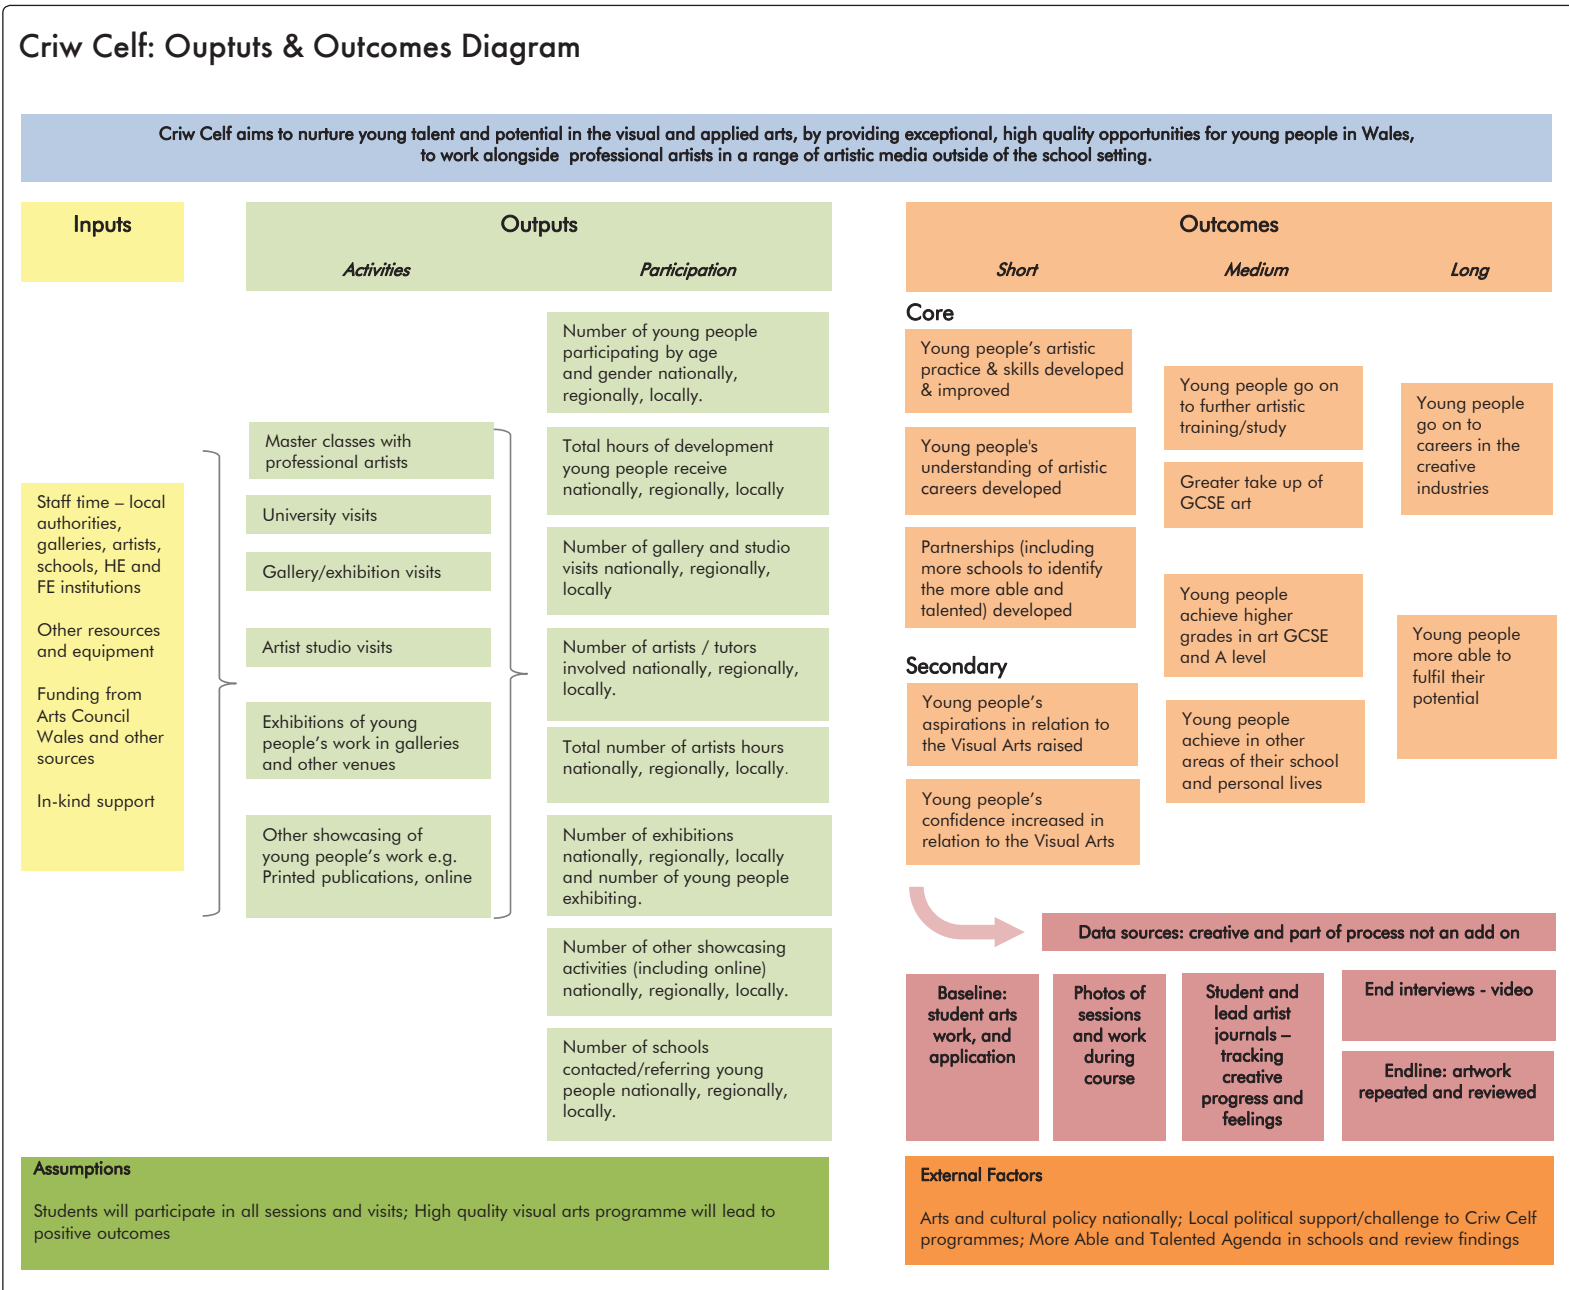 Criw Celf: Ouptuts & Outcomes Diagram
Criw Celf aims to nurture young talent and potential in the visual and applied arts, by providing exceptional, high quality opportunities for young people in Wales,
to work alongside professional artists in a range of artistic media outside of the school setting.
Inputs
Staff time – local
authorities,
galleries, artists,
schools, HE and
FE institutions
Other resources
and equipment
Funding from
Arts Council
Wales and other
sources
In-kind support
Outputs
Activities
Participation
Master classes with
professional artists
University visits
Gallery/exhibition visits
Artist studio visits
Exhibitions of young
people's work in galleries
and other venues
Other showcasing of
young people's work e.g.
Printed publications, online
Number of young people
participating by age
and gender nationally,
regionally, locally.
Total hours of development
young people receive
nationally, regionally, locally
Number of gallery and studio
visits nationally, regionally,
locally
Number of artists / tutors
involved nationally, regionally,
locally.
Total number of artists hours
nationally, regionally, locally.
Number of exhibitions
nationally, regionally, locally
and number of young people
exhibiting.
Number of other showcasing
activities (including online)
nationally, regionally, locally.
Number of schools
contacted/referring young
people nationally, regionally,
locally.
Outcomes
Short
Medium
Long
Core
Young people's artistic
practice & skills developed
& improved
Young people's
understanding of artistic
careers developed
Partnerships (including
more schools to identify
the more able and
talented) developed
Secondary
Young people's
aspirations in relation to
the Visual Arts raised
Young people's
confidence increased in
relation to the Visual Arts
Young people go on
to further artistic
training/study
Greater take up of
GCSE art
Young people
achieve higher
grades in art GCSE
and A level
Young people
achieve in other
areas of their school
and personal lives
Young people
go on to
careers in the
creative
industries
Young people
more able to
fulfil their
potential
Data sources: creative and part of process not an add on
Baseline:
student arts
work, and
application
Photos of
sessions
and work
during
course
Student and
lead artist
journals –
tracking
creative
progress and
feelings
End interviews - video
Endline: artwork
repeated and reviewed
Assumptions
Students will participate in all sessions and visits; High quality visual arts programme will lead to
positive outcomes
External Factors
Arts and cultural policy nationally; Local political support/challenge to Criw Celf
programmes; More Able and Talented Agenda in schools and review findings